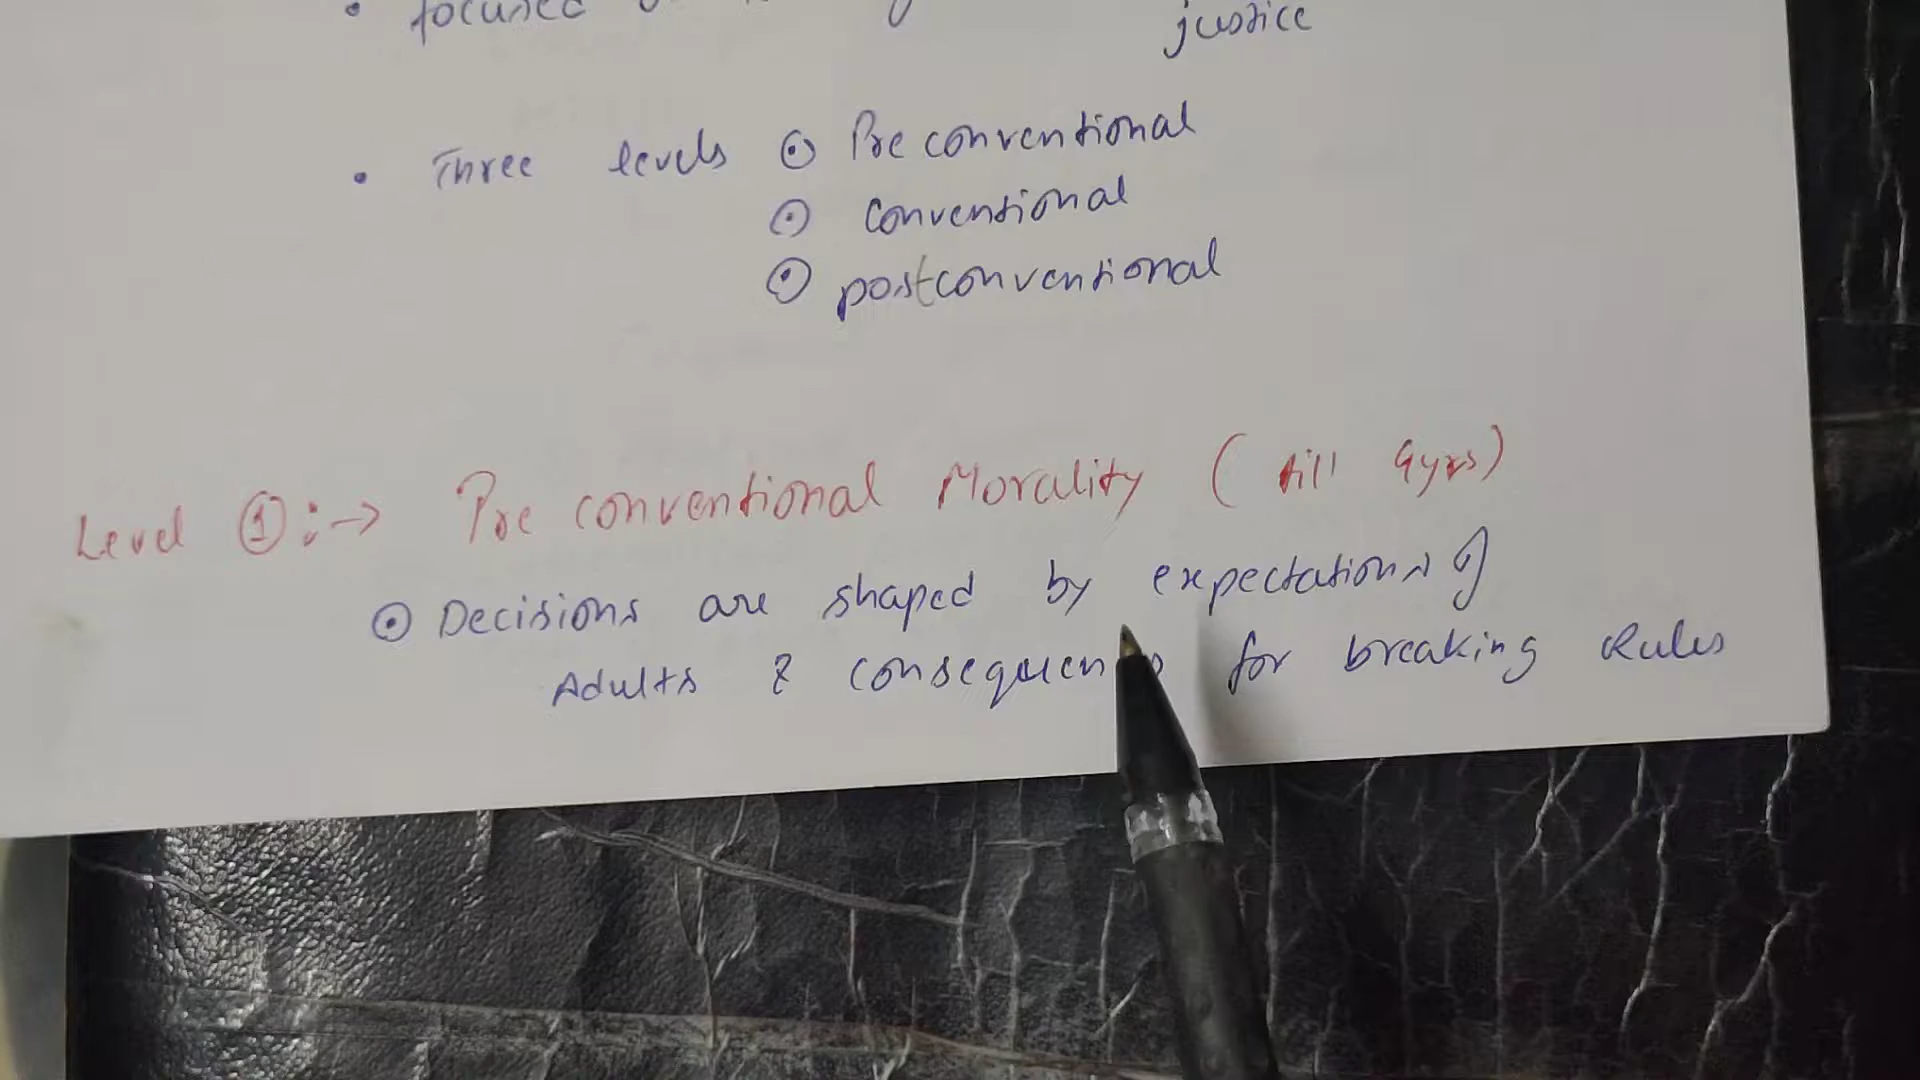 • focused
justice
• Three levels ⊙ Pre conventional
⊙ conventional
⊙ postconventional
Level ①:→ Pre conventional Morality ( till 9yrs)
⊙ Decisions are shaped by expectations of
Adults & for breaking Rules